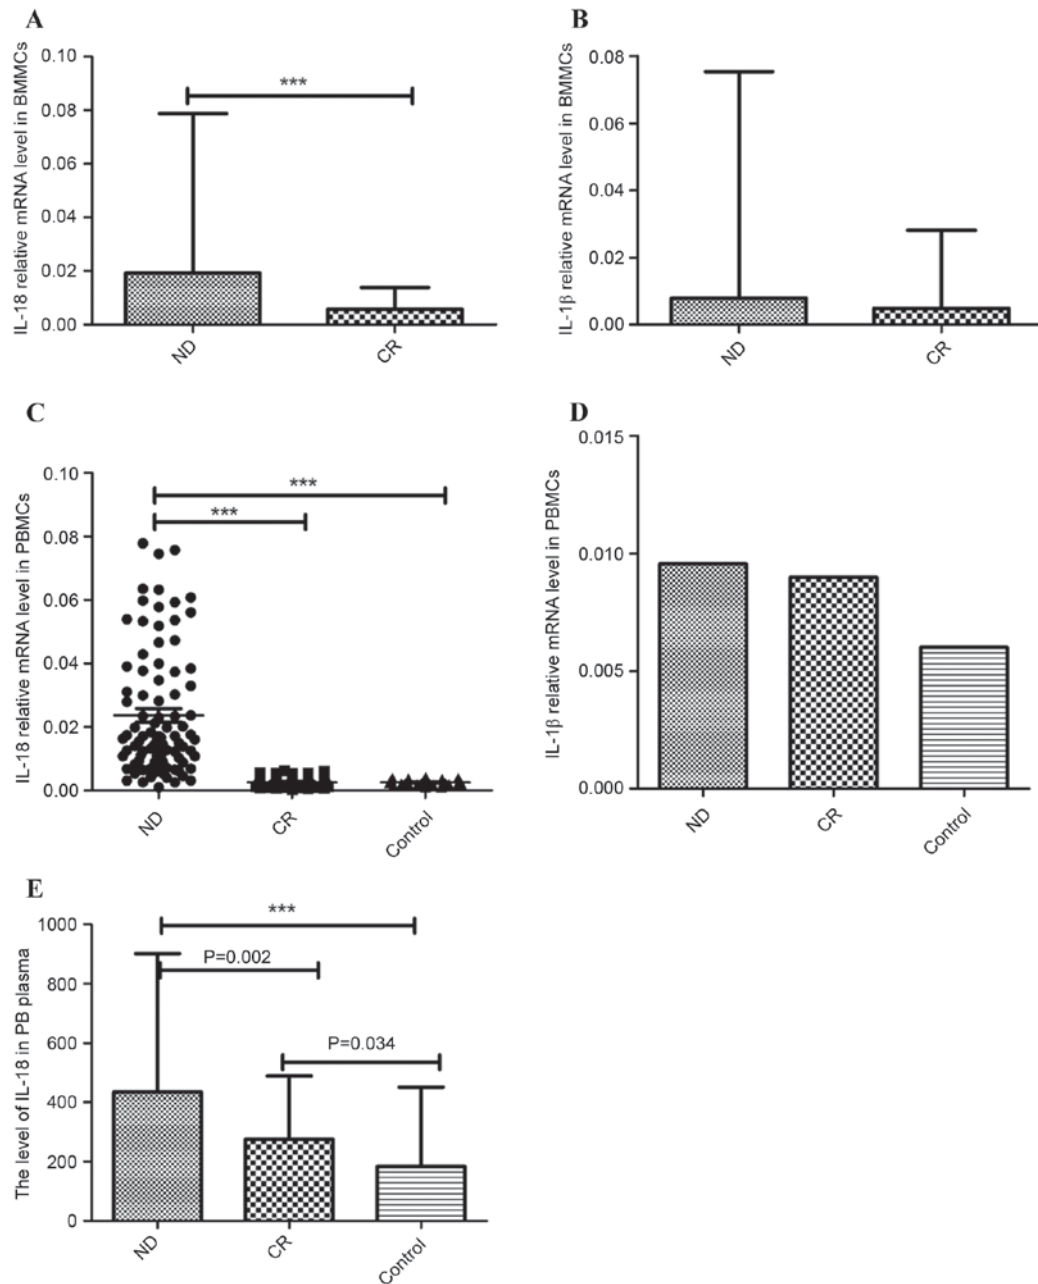 A
IL-18 relative mRNA level in BMMCs
0.10
0.08
0.06
0.04
0.02
0.00
***
ND
CR
B
IL-1β relative mRNA level in BMMCs
0.08
0.06
0.04
0.02
0.00
ND
CR
C
IL-18 relative mRNA level in PBMCs
0.10
0.08
0.06
0.04
0.02
0.00
***
***
ND
CR
Control
D
IL-1β relative mRNA level in PBMCs
0.015
0.010
0.005
0.000
ND
CR
Control
E
The level of IL-18 in PB plasma
1000
800
600
400
200
0
***
P=0.002
P=0.034
ND
CR
Control